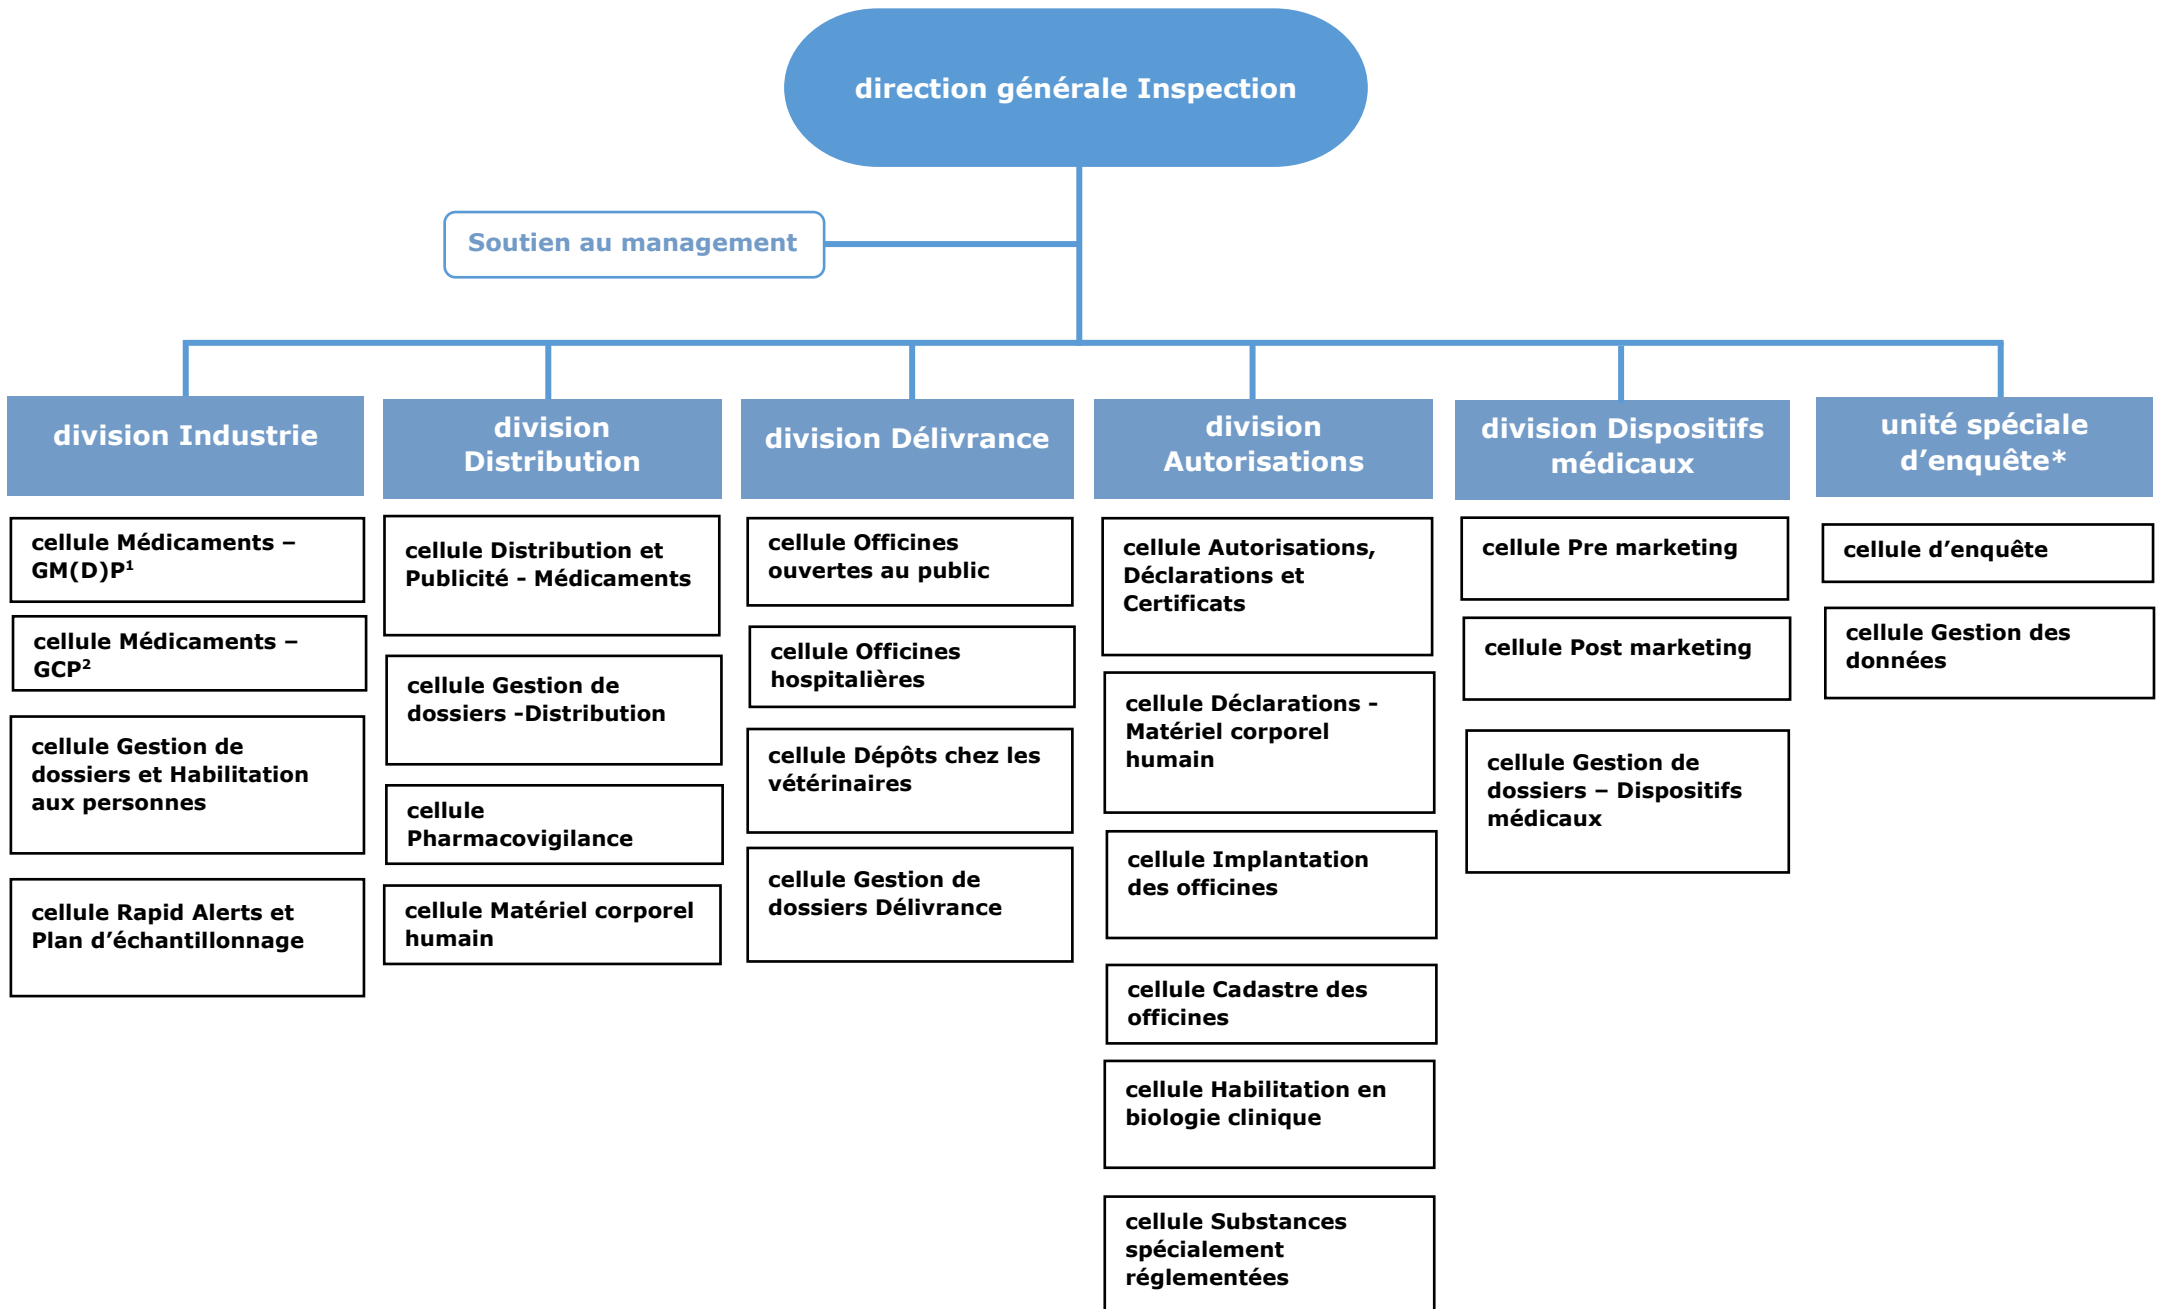 direction générale Inspection
Soutien au management
division Industrie
cellule Médicaments –
GM(D)P¹
cellule Médicaments –
GCP²
cellule Gestion de
dossiers et Habilitation
aux personnes
cellule Rapid Alerts et
Plan d’échantillonnage
division
Distribution
cellule Distribution et
Publicité - Médicaments
cellule Gestion de
dossiers -Distribution
cellule
Pharmacovigilance
cellule Matériel corporel
humain
division Délivrance
cellule Officines
ouvertes au public
cellule Officines
hospitalières
cellule Dépôts chez les
vétérinaires
cellule Gestion de
dossiers Délivrance
division
Autorisations
cellule Autorisations,
Déclarations et
Certificats
cellule Déclarations -
Matériel corporel
humain
cellule Implantation
des officines
cellule Cadastre des
officines
cellule Habilitation en
biologie clinique
cellule Substances
spécialement
réglementées
division Dispositifs
médicaux
cellule Pre marketing
cellule Post marketing
cellule Gestion de
dossiers – Dispositifs
médicaux
unité spéciale
d’enquête*
cellule d’enquête
cellule Gestion des
données